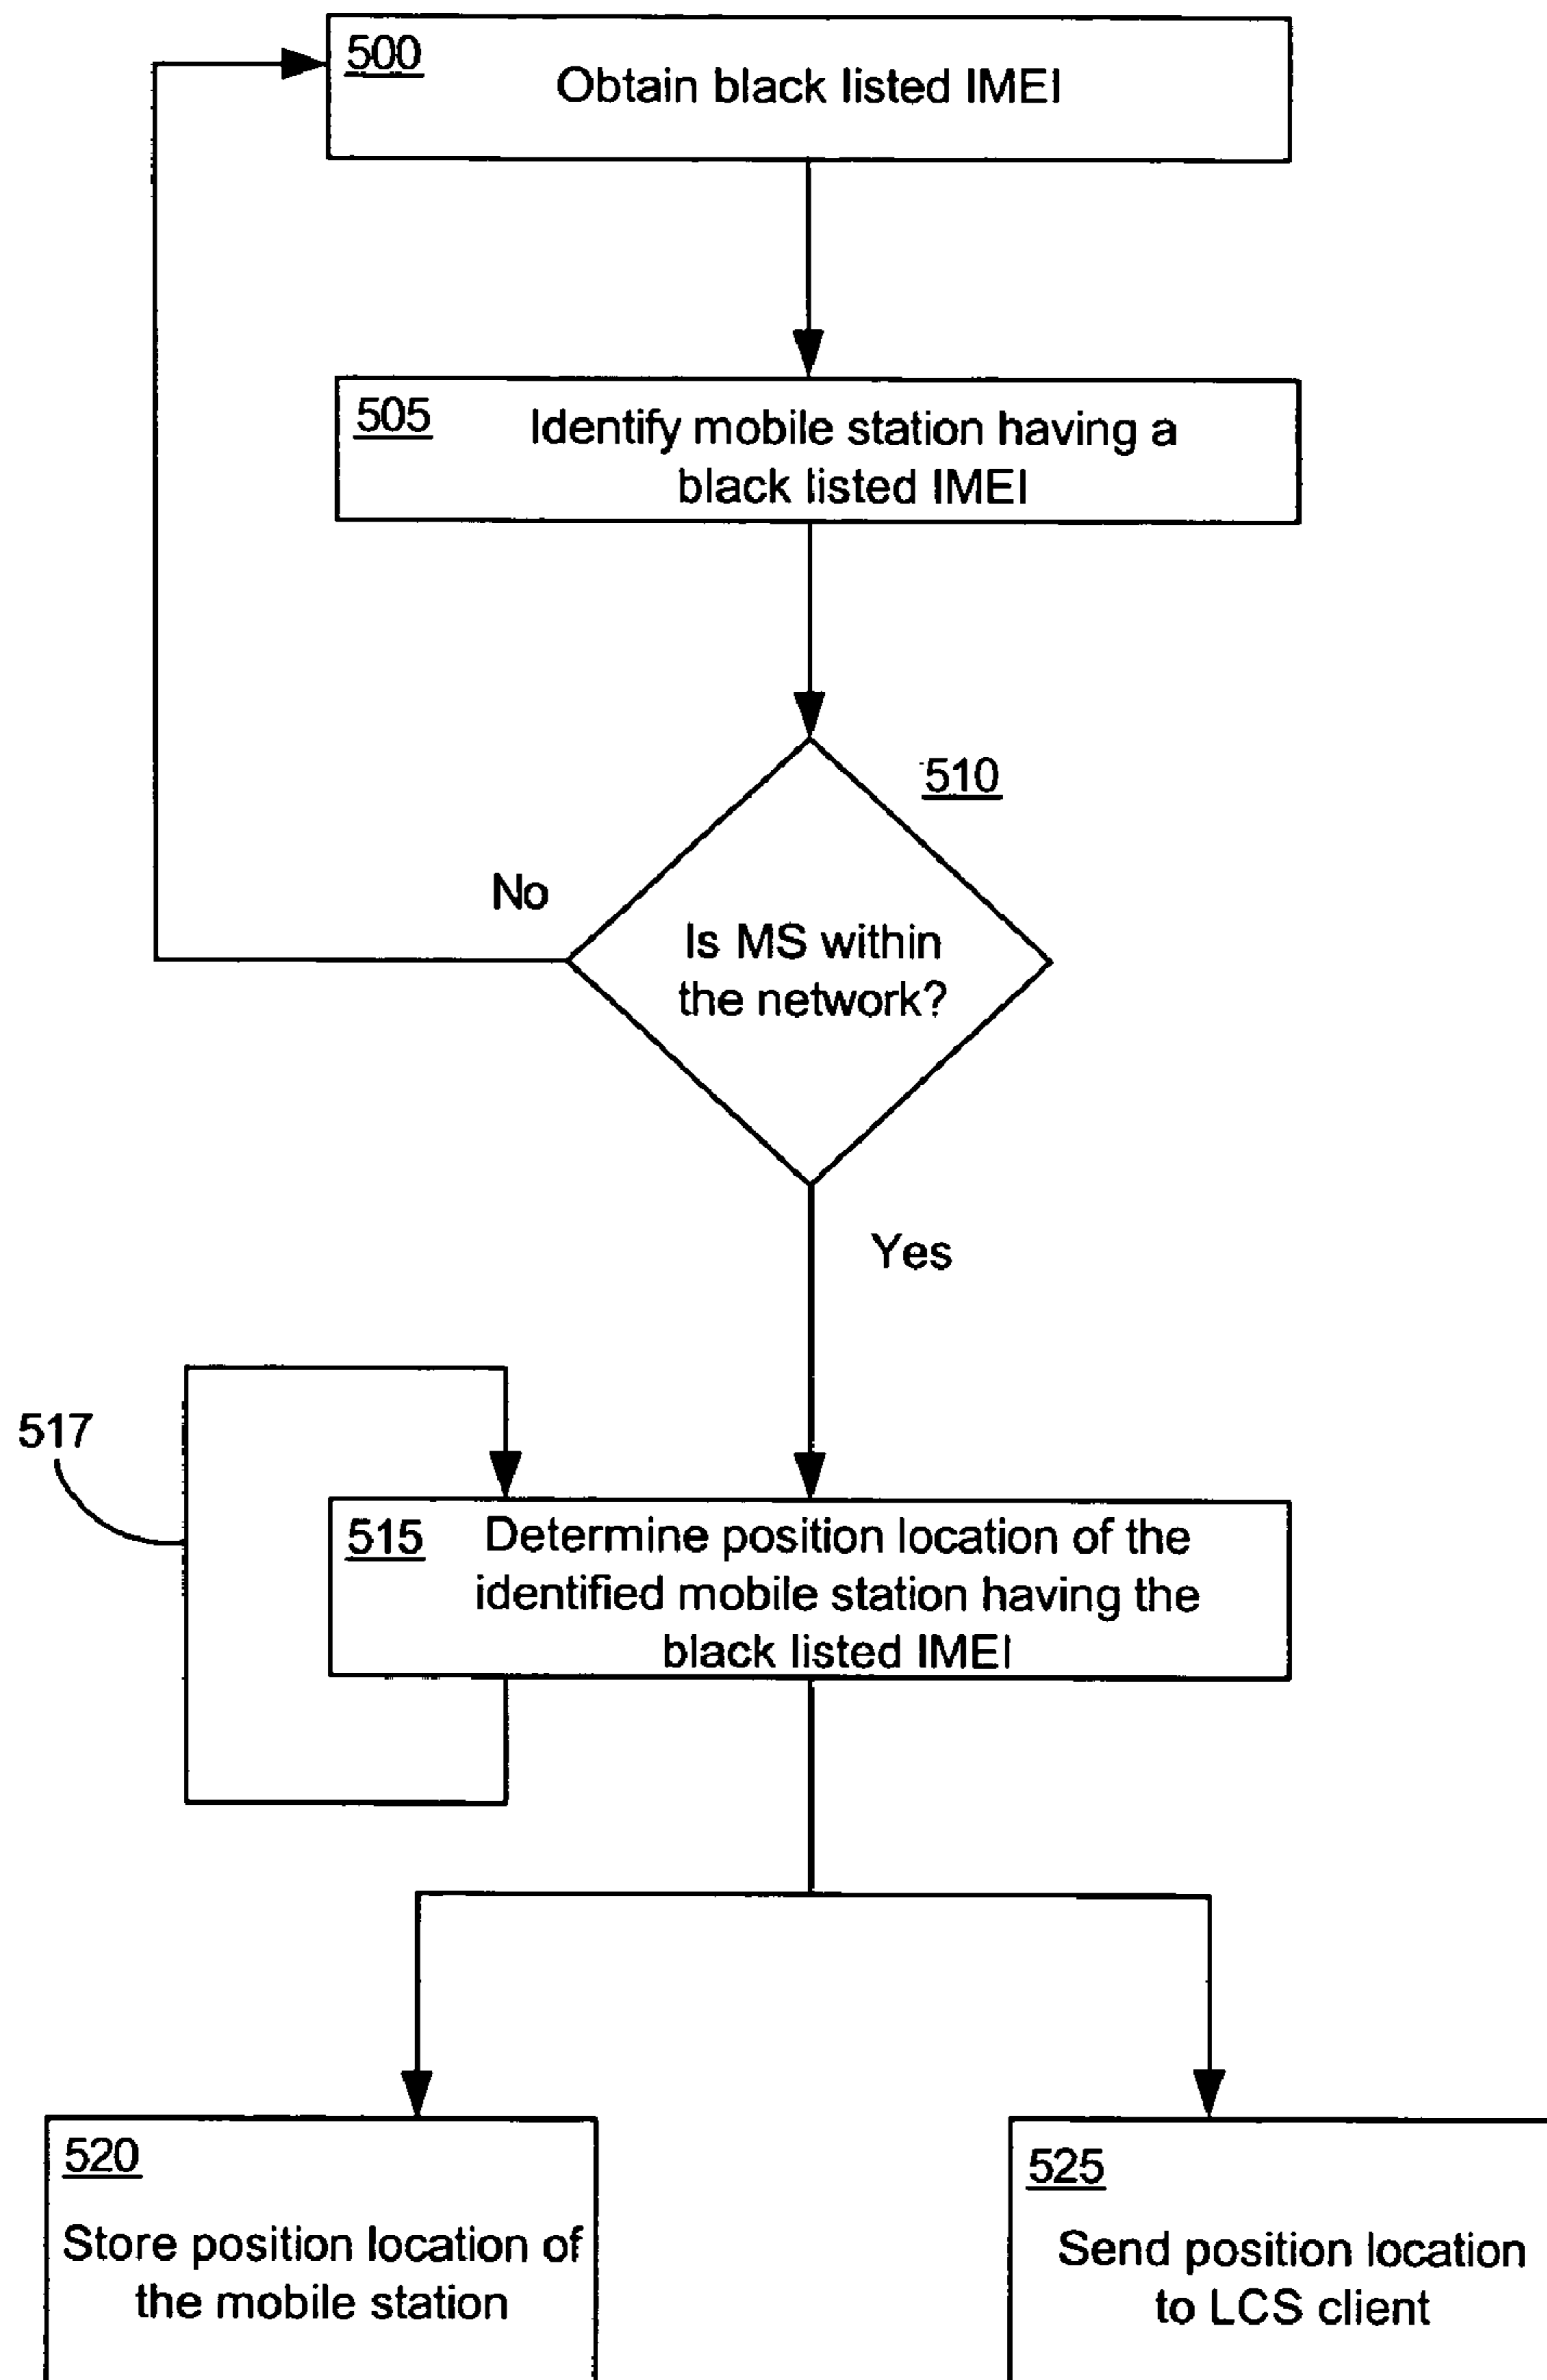 500
Obtain black listed IMEI
505
Identify mobile station having a
black listed IMEI
510
No
Is MS within
the network?
Yes
517
515
Determine position location of the
identified mobile station having the
black listed IMEI
520
Store position location of
the mobile station
525
Send position location
to LCS client